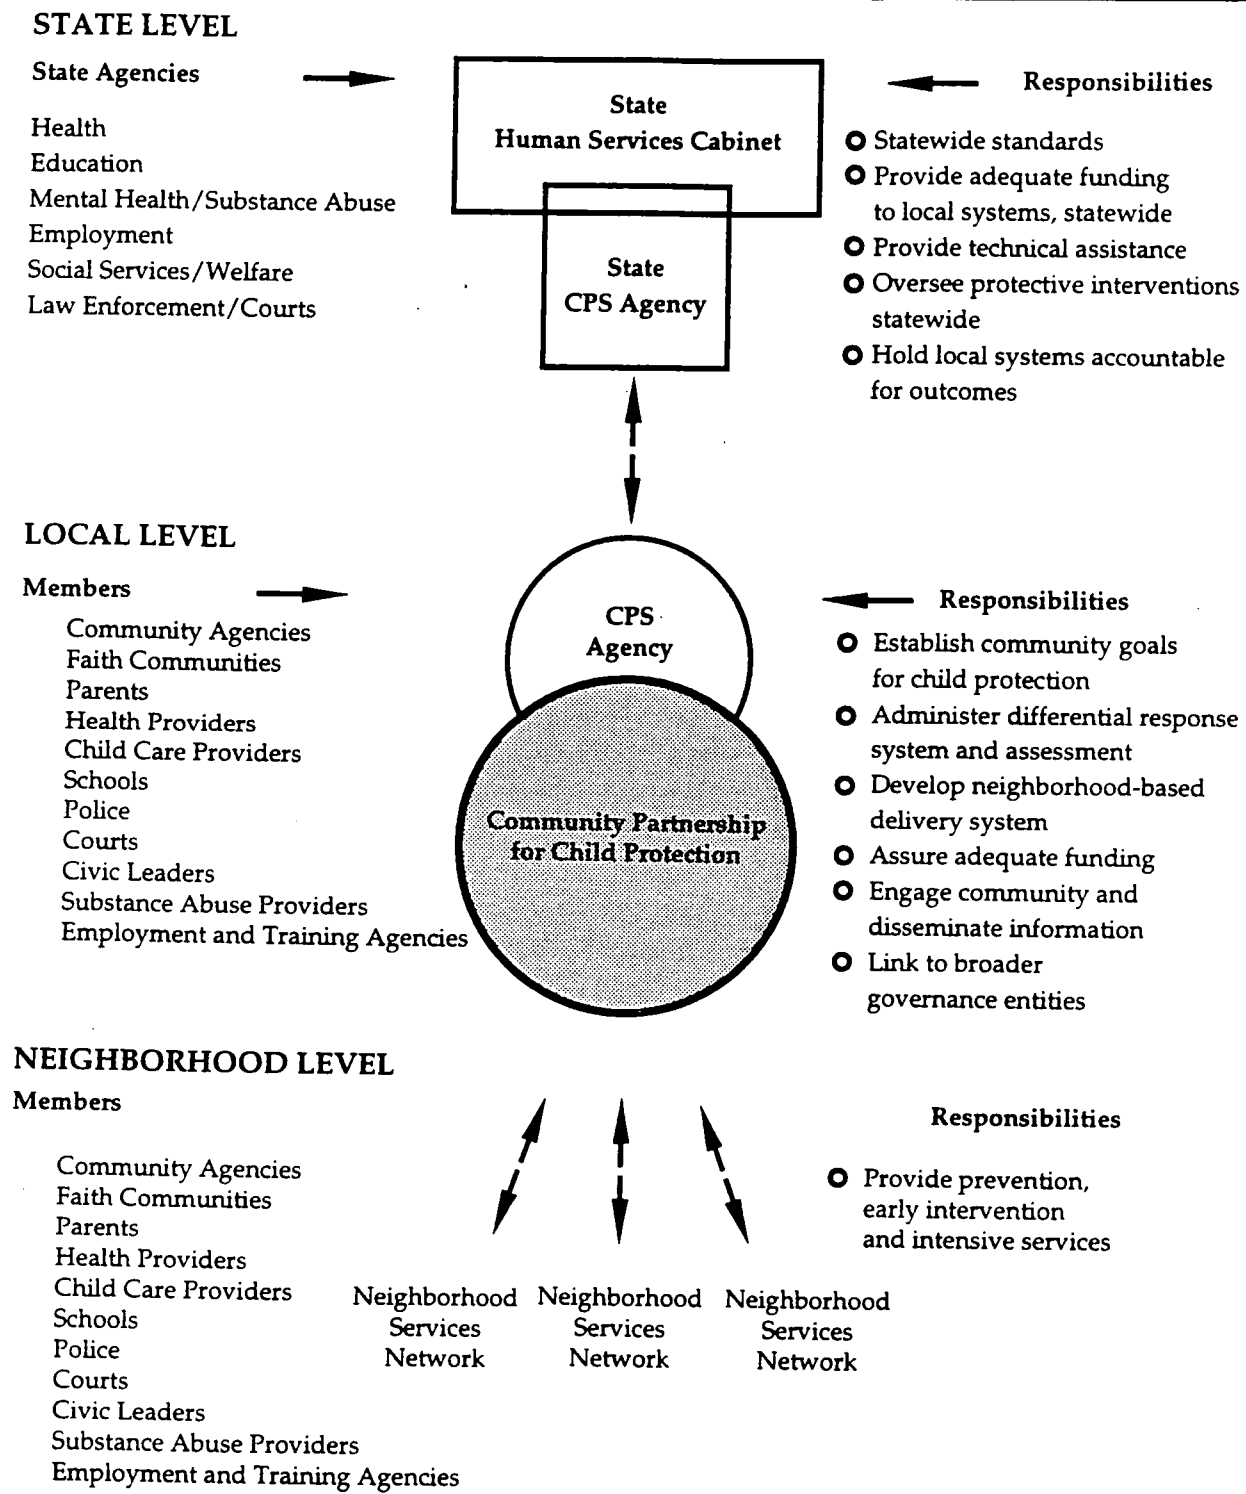 STATE LEVEL
State Agencies
Health
Education
Mental Health/Substance Abuse
Employment
Social Services/Welfare
Law Enforcement/Courts
State
Human Services Cabinet
State
CPS Agency
Responsibilities
Statewide standards
Provide adequate funding
to local systems, statewide
Provide technical assistance
Oversee protective interventions
statewide
Hold local systems accountable
for outcomes
LOCAL LEVEL
Members
Community Agencies
Faith Communities
Parents
Health Providers
Child Care Providers
Schools
Police
Courts
Civic Leaders
Substance Abuse Providers
Employment and Training Agencies
CPS
Agency
Community Partnership
for Child Protection
Responsibilities
Establish community goals
for child protection
Administer differential response
system and assessment
Develop neighborhood-based
delivery system
Assure adequate funding
Engage community and
disseminate information
Link to broader
governance entities
NEIGHBORHOOD LEVEL
Members
Community Agencies
Faith Communities
Parents
Health Providers
Child Care Providers
Schools
Police
Courts
Civic Leaders
Substance Abuse Providers
Employment and Training Agencies
Neighborhood
Services
Network
Neighborhood
Services
Network
Neighborhood
Services
Network
Responsibilities
Provide prevention,
early intervention
and intensive services